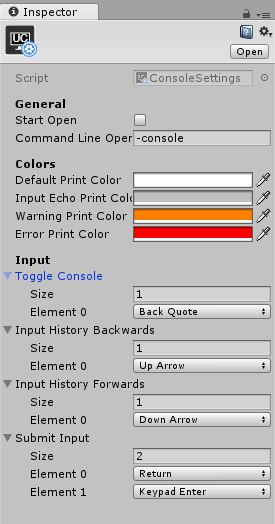 Inspector
UC
Open
Script ConsoleSettings
General
Start Open
Command Line Oper -console
Colors
Default Print Color
Input Echo Print Colo
Warning Print Color
Error Print Color
Input
Toggle Console
Size 1
Element 0 Back Quote
Input History Backwards
Size 1
Element 0 Up Arrow
Input History Forwards
Size 1
Element 0 Down Arrow
Submit Input
Size 2
Element 0 Return
Element 1 Keypad Enter